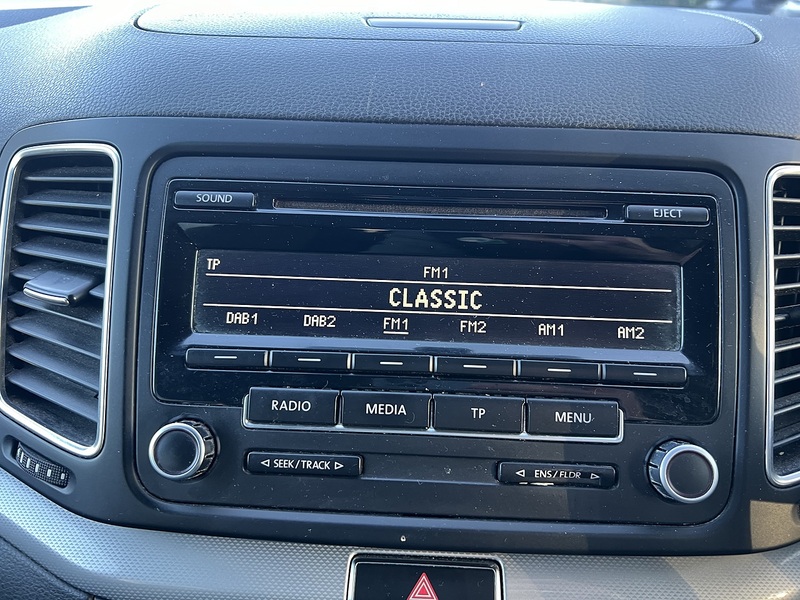 SOUND EJECT
TP FM1
CLASSIC
DAB1 DAB2 FM1 FM2 AM1 AM2
RADIO MEDIA TP MENU
◁ SEEK/TRACK ▷ ◁ ENS/FLDR ▷